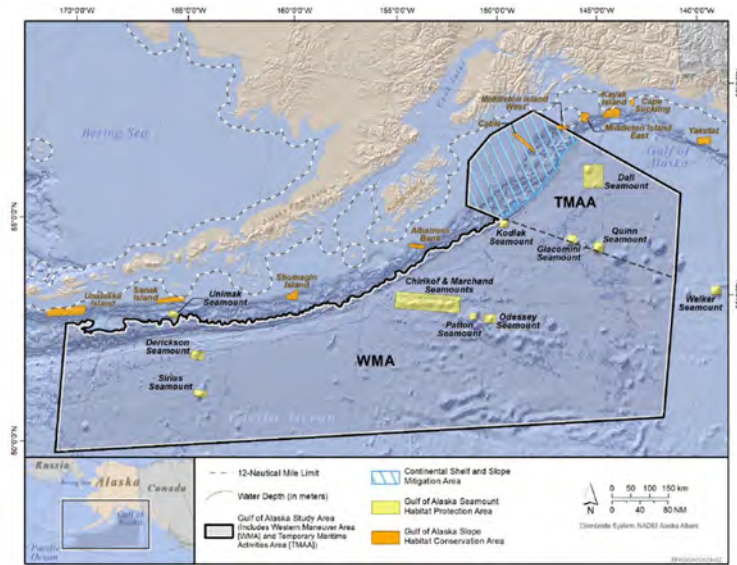 170°0'0"W
165°0'0"W
160°0'0"W
155°0'0"W
150°0'0"W
145°0'0"W
140°0'0"W
55°0'0"N
50°0'0"N
Bering Sea
Cook Inlet
Middleton Island
West
Cable
Kayak
Island
Cape
Suckling
Middleton Island
East
Yakutat
Gulf of
Alaska
Dall
Seamount
TMAA
Kodiak
Seamount
Giacomini
Seamount
Quinn
Seamount
Welker
Seamount
Albatross
Bank
Shumagin
Island
Sanak
Island
Unalaska
Island
Unimak
Seamount
Chirikof & Marchand
Seamounts
Patton
Seamount
Odessey
Seamount
Derickson
Seamount
Sirius
Seamount
WMA
Pacific Ocean
Russia
Bering Sea
Alaska
Canada
Gulf of
Alaska
Pacific
Ocean
12-Nautical Mile Limit
Water Depth (in meters)
Gulf of Alaska Study Area
(Includes Western Maneuver Area
[WMA] and Temporary Maritime
Activities Area [TMAA])
Continental Shelf and Slope
Mitigation Area
Gulf of Alaska Seamount
Habitat Protection Area
Gulf of Alaska Slope
Habitat Conservation Area
N
0 50 100 150 km
0 40 80 NM
Coordinate System: NAD83 Alaska Albers